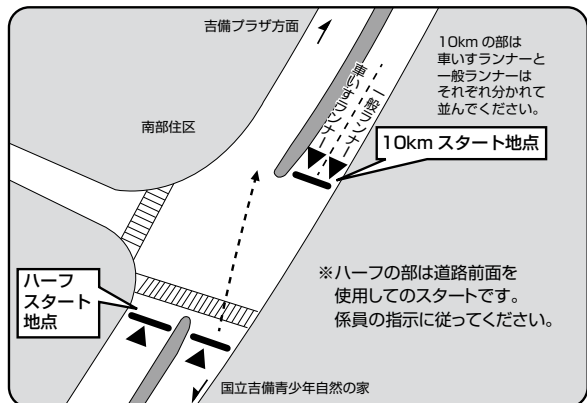 吉備プラザ方面
10kmの部は
車いすランナーと
一般ランナーは
それぞれ分かれて
並んでください。
南部住区
車いすランナー
一般ランナー
10kmスタート地点
ハーフ
スタート
地点
※ハーフの部は道路前面を
使用してのスタートです。
係員の指示に従ってください。
国立吉備青少年自然の家